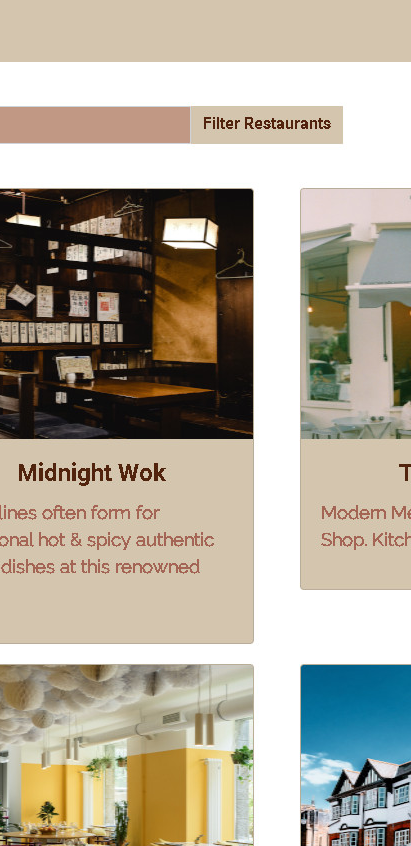 Filter Restaurants
Midnight Wok
lines often form for
onal hot & spicy authentic
dishes at this renowned
T
Modern Me
Shop. Kitch